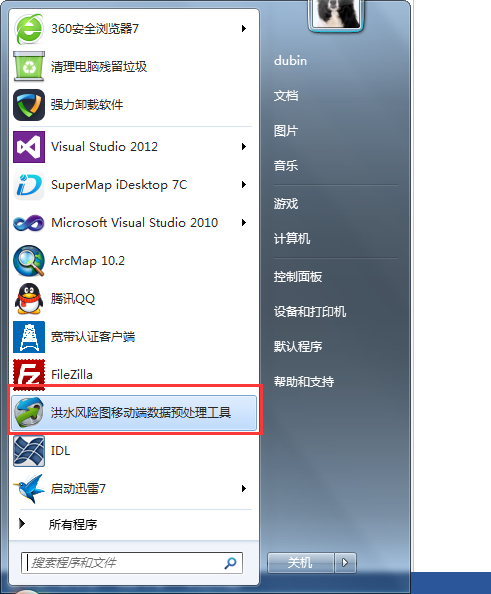 360安全浏览器7
清理电脑残留垃圾
强力卸载软件
Visual Studio 2012
SuperMap iDesktop 7C
Microsoft Visual Studio 2010
ArcMap 10.2
腾讯QQ
宽带认证客户端
FileZilla
洪水风险图移动端数据预处理工具
IDL
启动迅雷7
所有程序
搜索程序和文件
dubin
文档
图片
音乐
游戏
计算机
控制面板
设备和打印机
默认程序
帮助和支持
关机